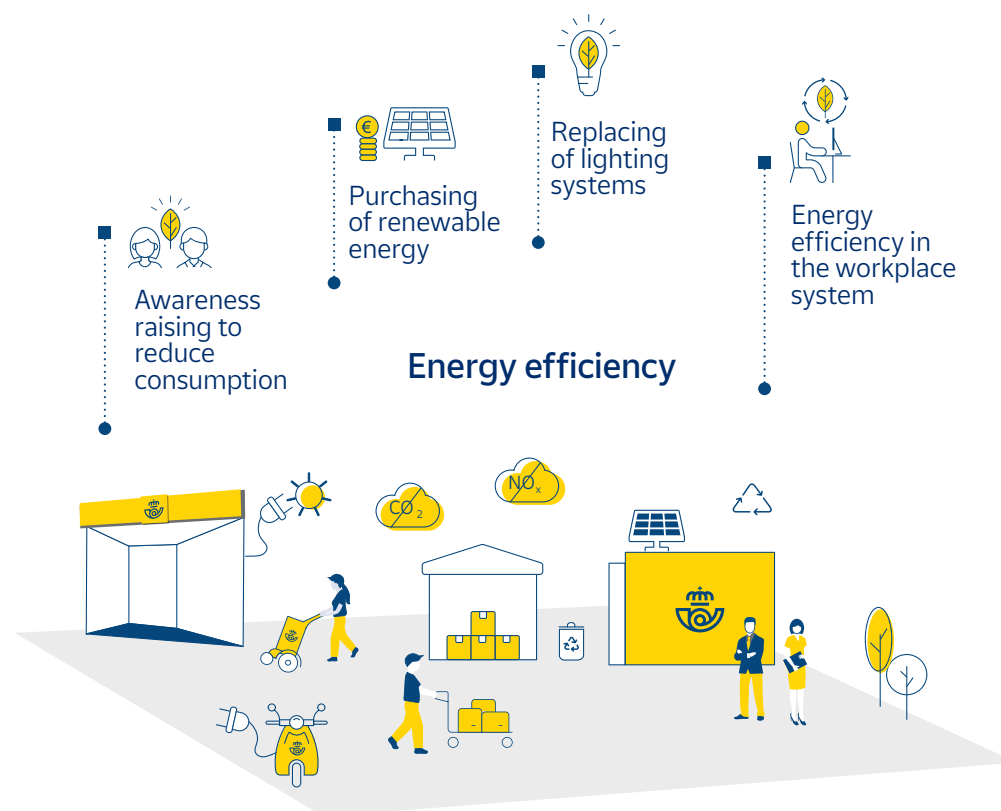 Awareness
raising to
reduce
consumption
€
Purchasing
of renewable
energy
Replacing
of lighting
systems
Energy
efficiency in
the workplace
system
Energy efficiency
CO₂
NOₓ